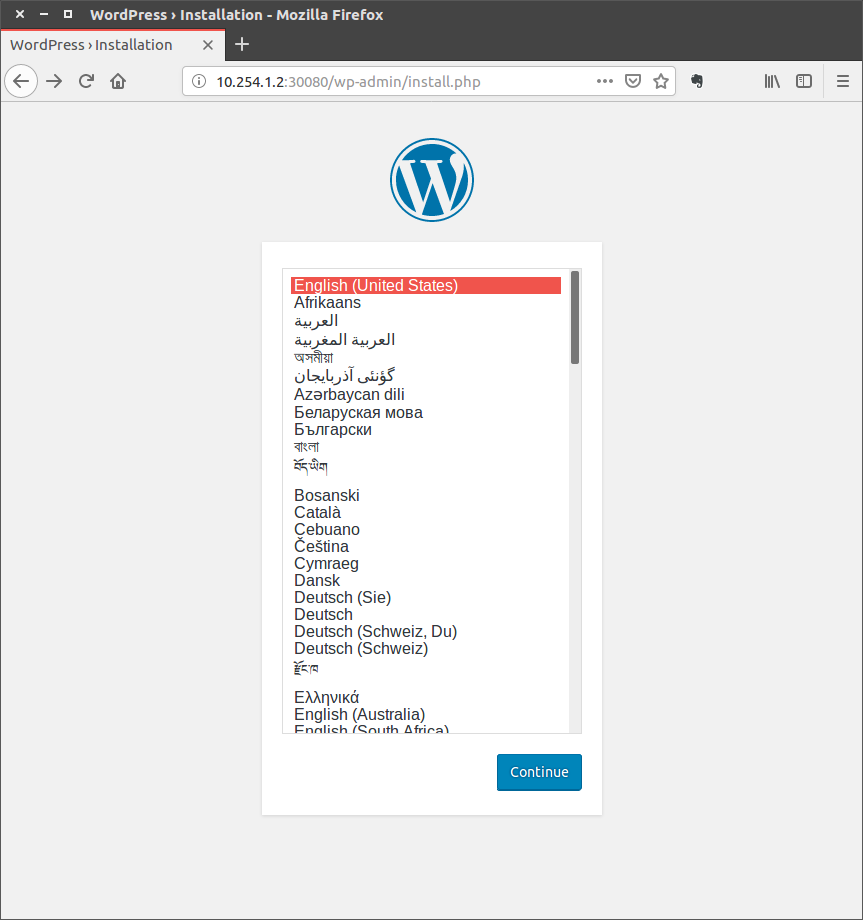 WordPress › Installation - Mozilla Firefox
WordPress › Installation
10.254.1.2:30080/wp-admin/install.php
English (United States)
Afrikaans
العربية
العربية المغربية
অসমীয়া
گؤنئی آذربایجان
Azərbaycan dili
Беларуская мова
Български
বাংলা
བོད་ཡིག
Bosanski
Català
Cebuano
Čeština
Cymraeg
Dansk
Deutsch (Sie)
Deutsch
Deutsch (Schweiz, Du)
Deutsch (Schweiz)
རྫོང་ཁ
Ελληνικά
English (Australia)
English (South Africa)
Continue